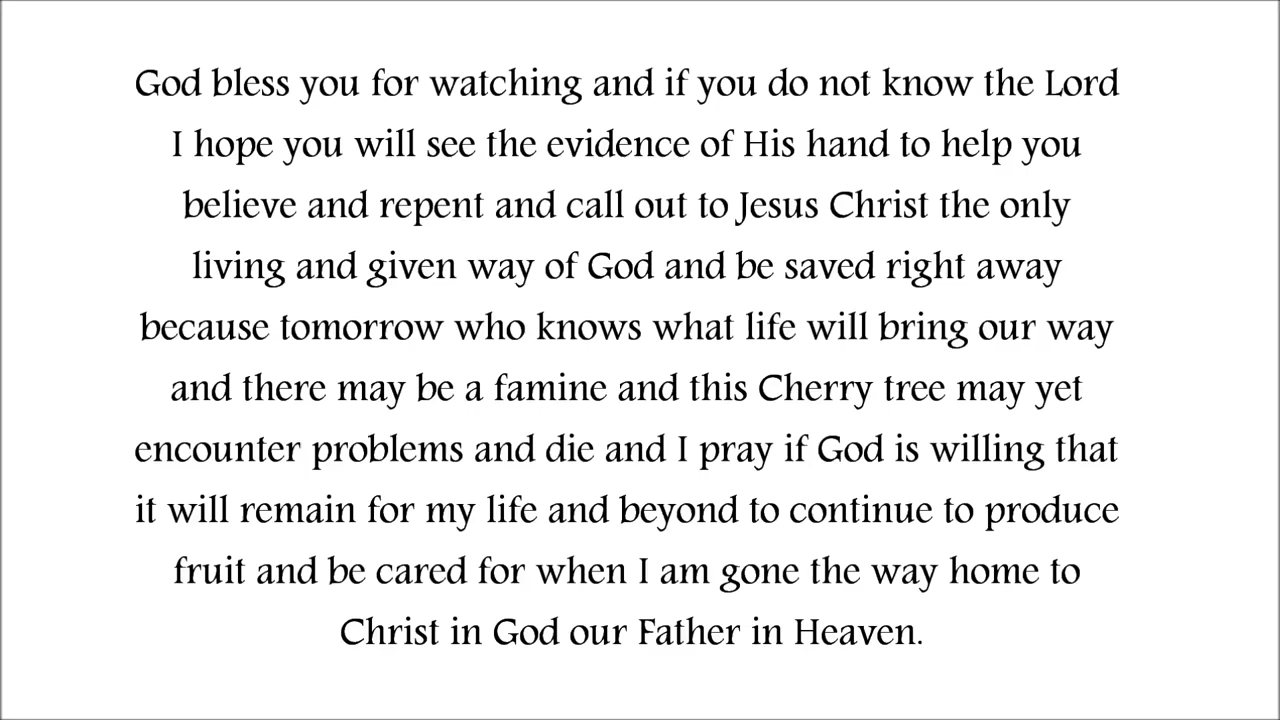 God bless you for watching and if you do not know the Lord
I hope you will see the evidence of His hand to help you
believe and repent and call out to Jesus Christ the only
living and given way of God and be saved right away
because tomorrow who knows what life will bring our way
and there may be a famine and this Cherry tree may yet
encounter problems and die and I pray if God is willing that
it will remain for my life and beyond to continue to produce
fruit and be cared for when I am gone the way home to
Christ in God our Father in Heaven.